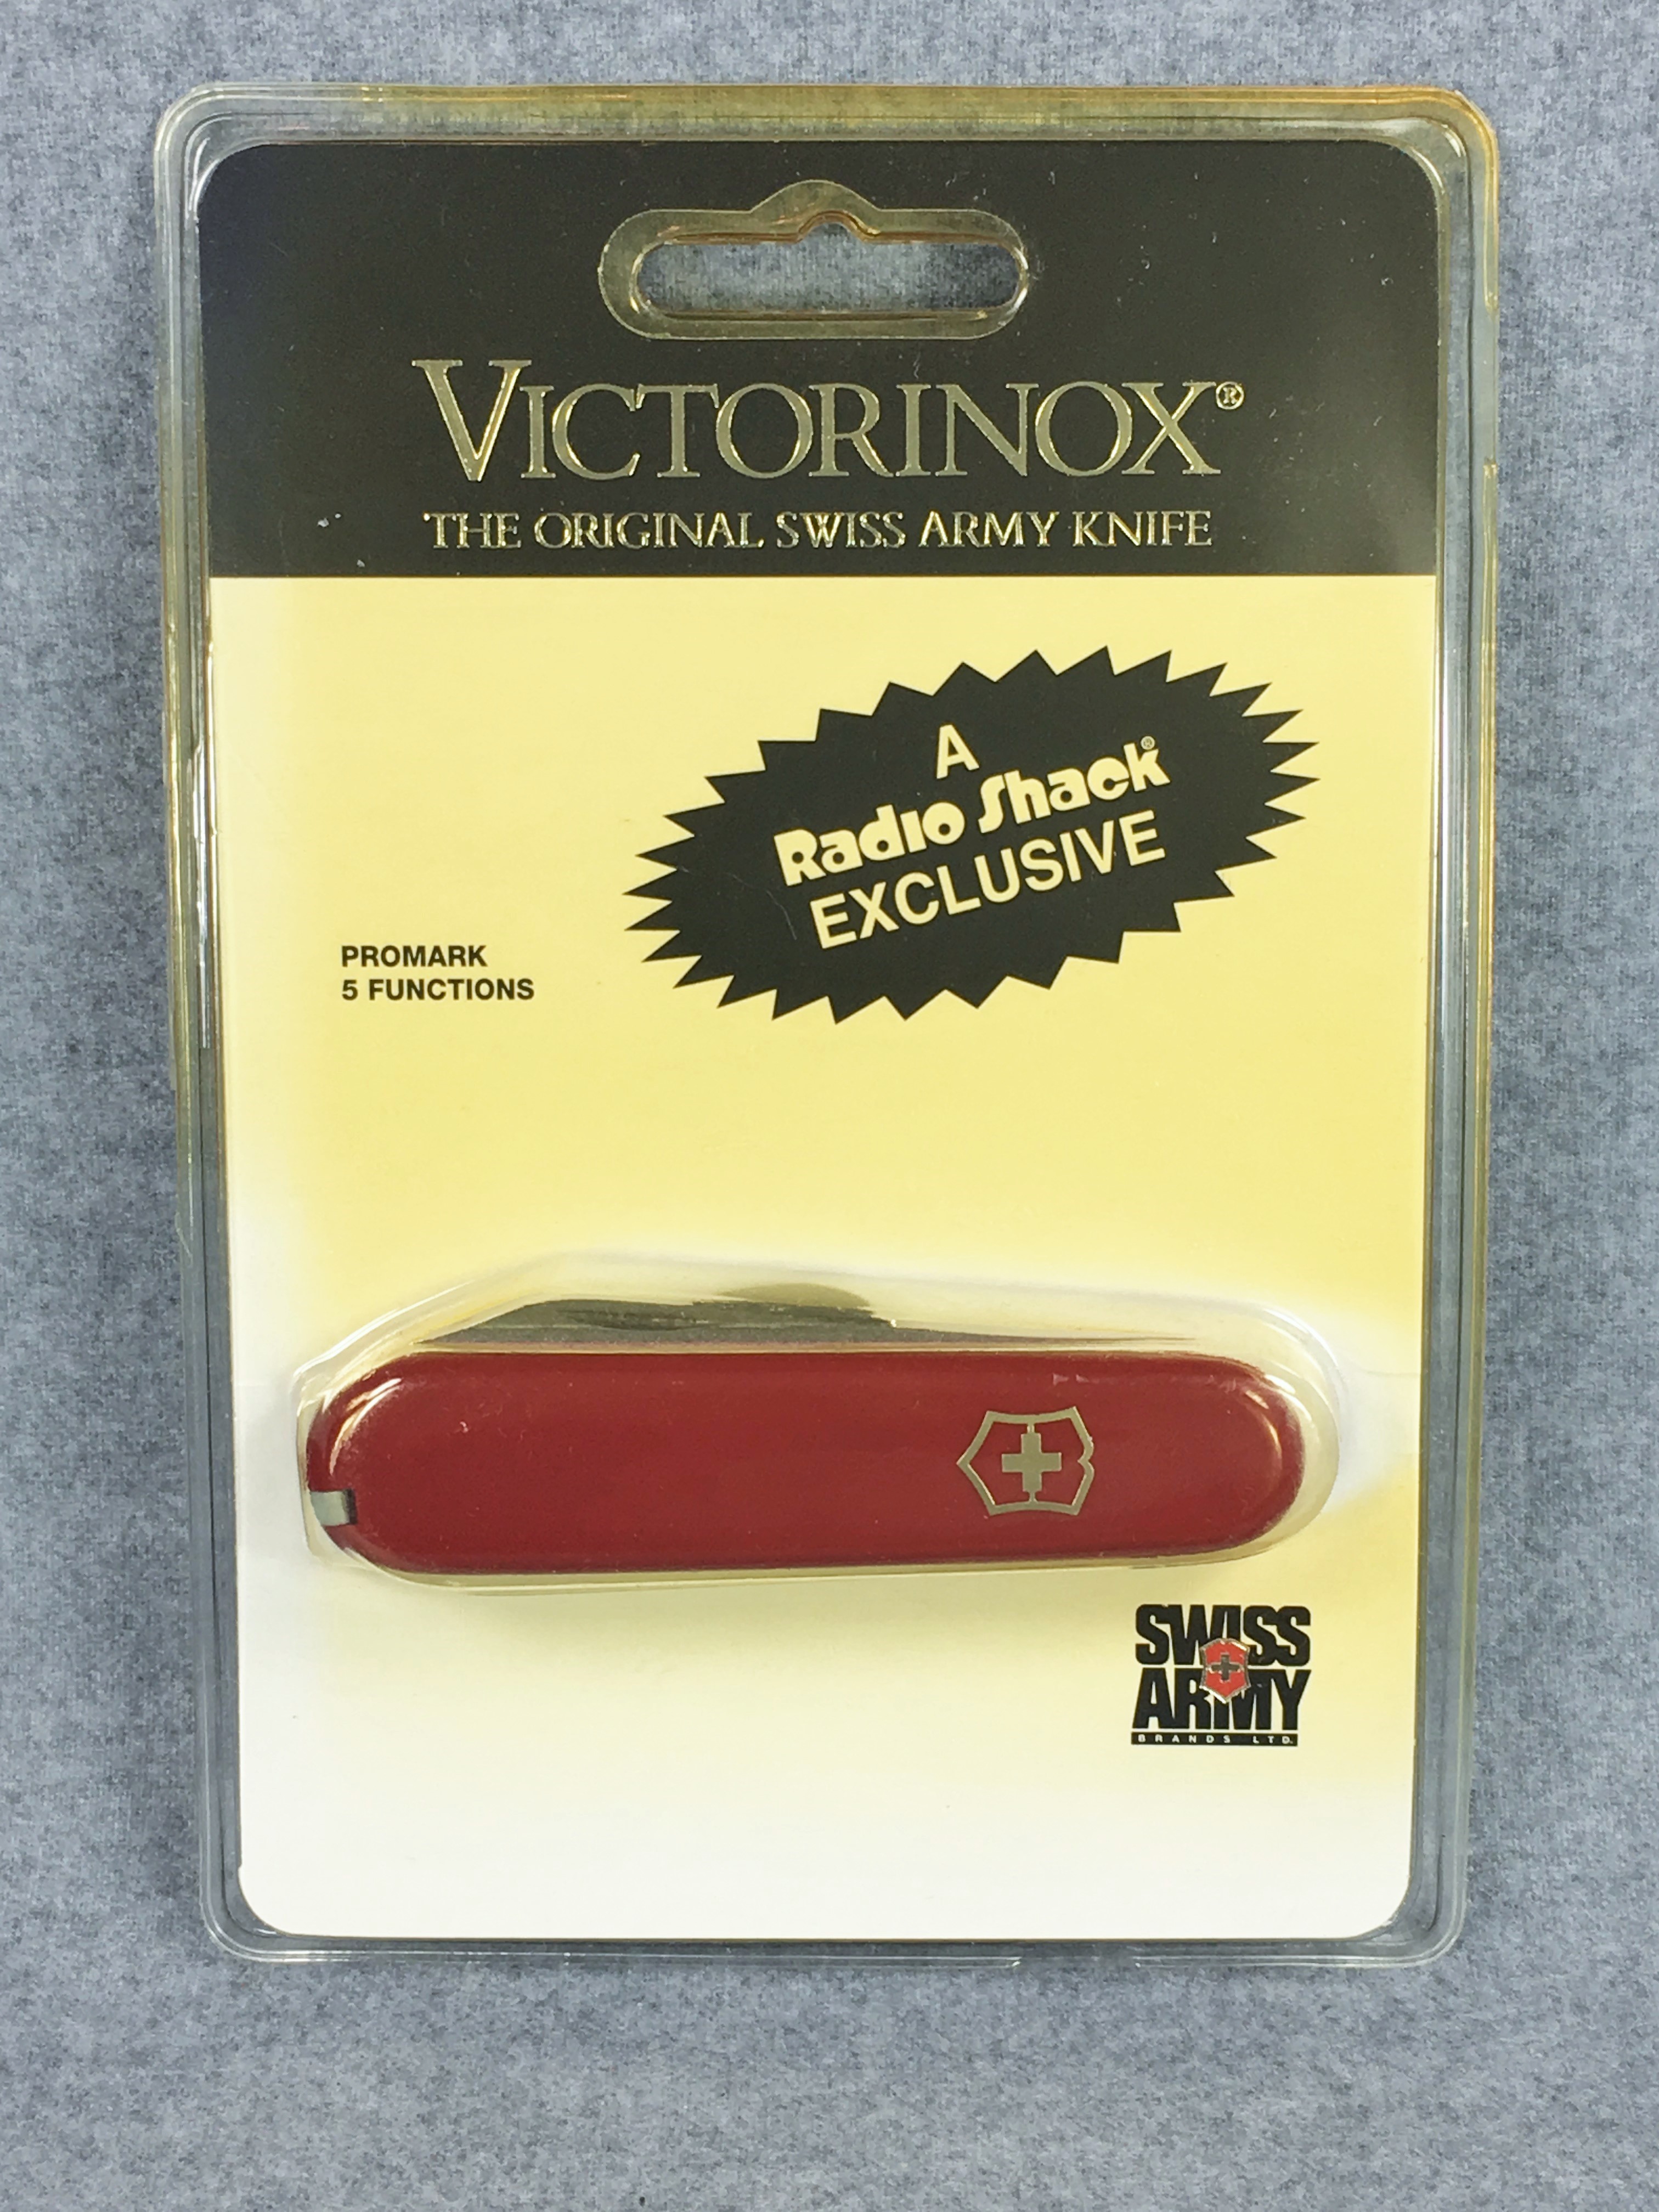 VICTORINOX®
THE ORIGINAL SWISS ARMY KNIFE
A
Radio Shack®
EXCLUSIVE
PROMARK
5 FUNCTIONS
SWISS
ARMY
BRANDS LTD.